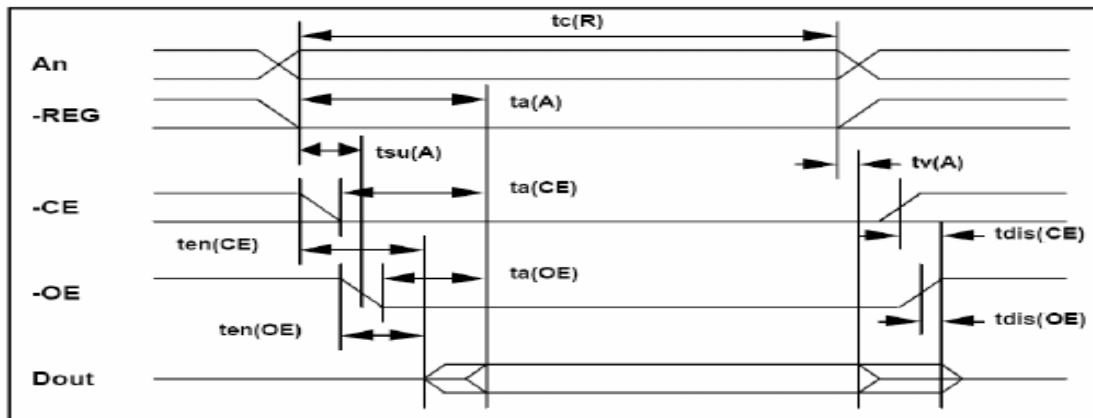 tc(R)
An
ta(A)
-REG
tsu(A)
tv(A)
ta(CE)
-CE
ten(CE)
tdis(CE)
ta(OE)
-OE
ten(OE)
tdis(OE)
Dout